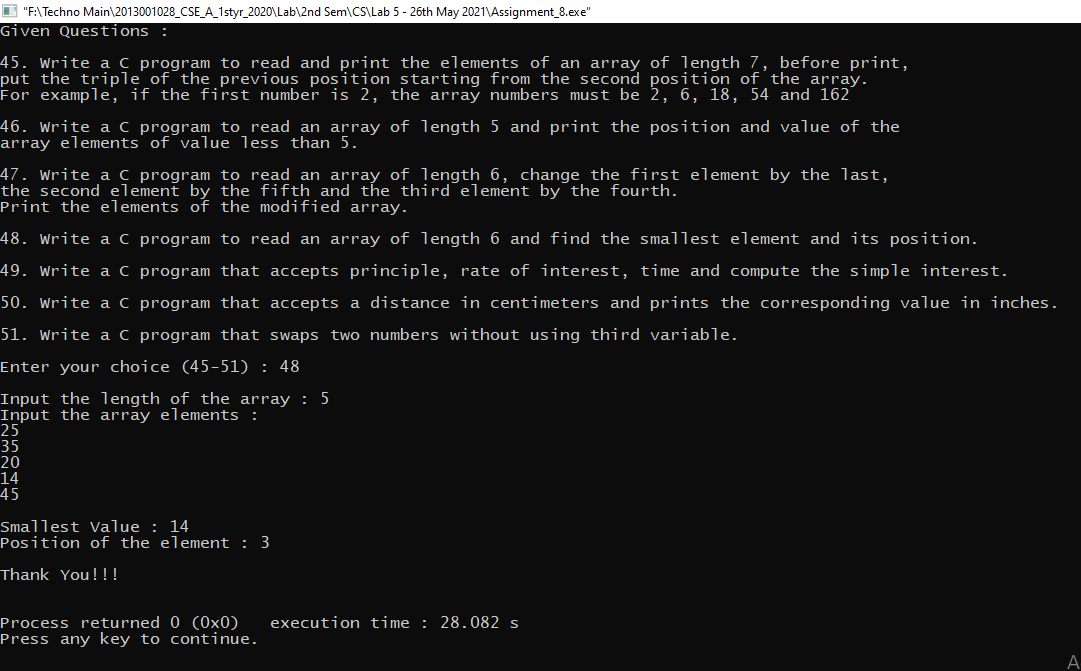 "F:\Techno Main\2013001028_CSE_A_1styr_2020\Lab\2nd Sem\CS\Lab 5 - 26th May 2021\Assignment_8.exe"
Given Questions :
45. Write a C program to read and print the elements of an array of length 7, before print,
put the triple of the previous position starting from the second position of the array.
For example, if the first number is 2, the array numbers must be 2, 6, 18, 54 and 162
46. Write a C program to read an array of length 5 and print the position and value of the
array elements of value less than 5.
47. Write a C program to read an array of length 6, change the first element by the last,
the second element by the fifth and the third element by the fourth.
Print the elements of the modified array.
48. Write a C program to read an array of length 6 and find the smallest element and its position.
49. Write a C program that accepts principle, rate of interest, time and compute the simple interest.
50. Write a C program that accepts a distance in centimeters and prints the corresponding value in inches.
51. Write a C program that swaps two numbers without using third variable.
Enter your choice (45-51) : 48
Input the length of the array : 5
Input the array elements :
25
35
20
14
45
Smallest Value : 14
Position of the element : 3
Thank You!!!
Process returned 0 (0x0)   execution time : 28.082 s
Press any key to continue.
A